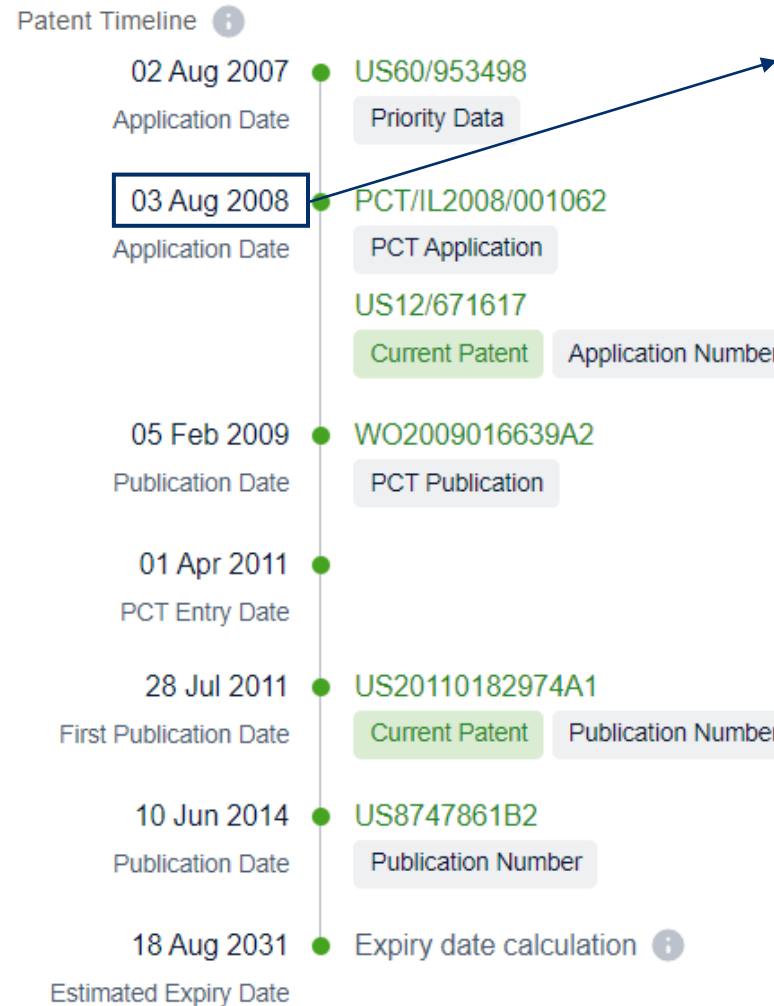 Patent Timeline
02 Aug 2007 US60/953498
Application Date Priority Data
03 Aug 2008 PCT/IL2008/001062
Application Date PCT Application
US12/671617
Current Patent Application Number
05 Feb 2009 WO2009016639A2
Publication Date PCT Publication
01 Apr 2011
PCT Entry Date
28 Jul 2011 US20110182974A1
First Publication Date Current Patent Publication Number
10 Jun 2014 US8747861B2
Publication Date Publication Number
18 Aug 2031 Expiry date calculation
Estimated Expiry Date